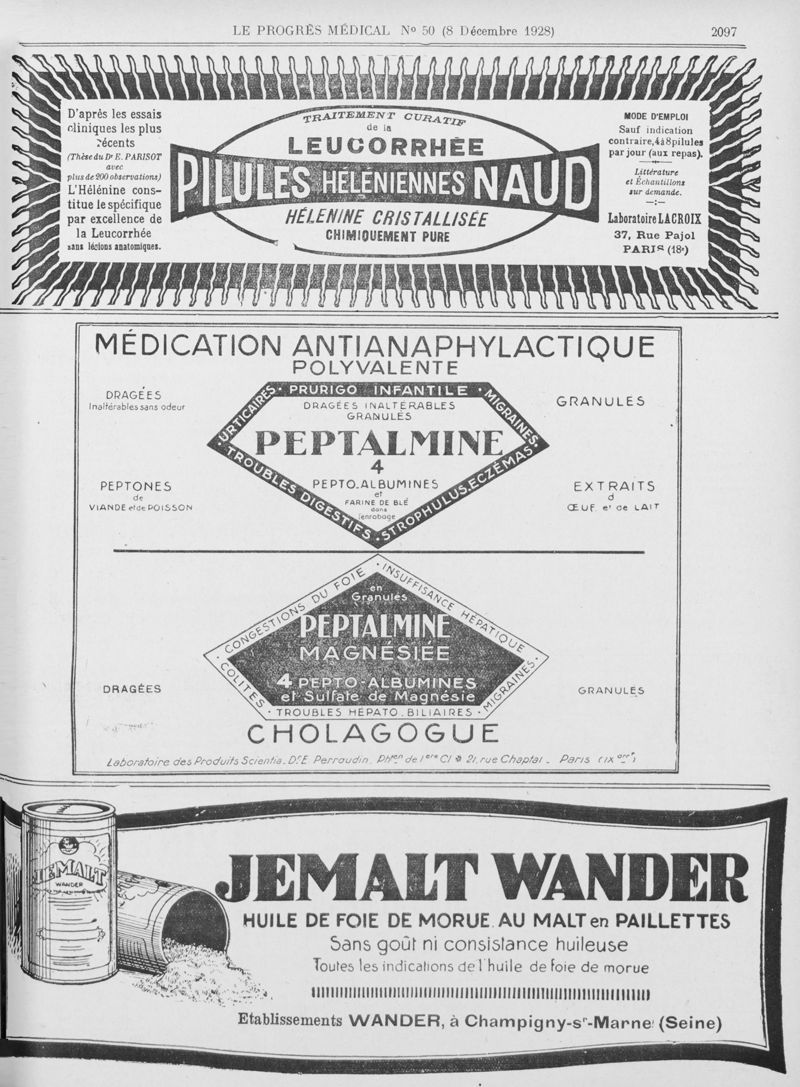 LE PROGRÈS MÉDICAL Nº 50 (8 Décembre 1928)
2097
D'après les essais
cliniques les plus
récents
(Thèse du Dr E. PARISOT
avec
plus de 200 observations)
L'Hélénine cons-
titue le spécifique
par excellence de
la Leucorrhée
sans lésions anatomiques.
TRAITEMENT CURATIF
de la
LEUCORRHÉE
PILULES HÉLÉNIENNES NAUD
HÉLÉNINE CRISTALLISÉE
CHIMIQUEMENT PURE
MODE D'EMPLOI
Sauf indication
contraire, 4 à 8 pilules
par jour (aux repas).
Littérature
et Échantillons
sur demande.
Laboratoire LACROIX
37, Rue Pajol
PARIS (18e)
MÉDICATION ANTIANAPHYLACTIQUE
POLYVALENTE
DRAGÉES
Inaltérables sans odeur
PEPTONES
de
VIANDE et de POISSON
URTICAIRES · PRURIGO INFANTILE · MIGRAINES ·
DRAGÉES INALTÉRABLES
GRANULES
PEPTALMINE
4
PEPTO-ALBUMINES
et
FARINE DE BLÉ
dans
l'enrobage
TROUBLES DIGESTIFS · STROPHULUS. ECZÉMAS ·
GRANULES
EXTRAITS
d
ŒUF et de LAIT
· CONGESTIONS DU FOIE · INSUFFISANCE HÉPATIQUE
en
Granulés
PEPTALMINE
MAGNÉSIÉE
4 PEPTO-ALBUMINES
et Sulfate de Magnésie
COLITES · TROUBLES HÉPATO-BILIAIRES · MIGRAINES ·
DRAGÉES
GRANULES
CHOLAGOGUE
Laboratoire des Produits Scientia. Dr E. Perraudin. Phen de 1ere Cl 21, rue Chaptal - Paris (IX arrt)
JEMALT
WANDER
JEMALT WANDER
HUILE DE FOIE DE MORUE AU MALT en PAILLETTES
Sans goût ni consistance huileuse
Toutes les indications de l'huile de foie de morue
Etablissements WANDER, à Champigny-sr-Marne (Seine)